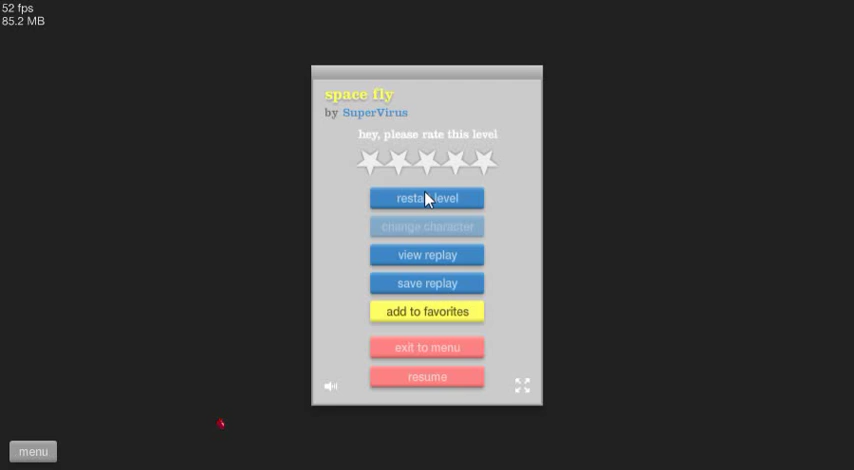 52 fps
85.2 MB
space fly
by SuperVirus
hey, please rate this level
restart level
change character
view replay
save replay
add to favorites
exit to menu
resume
menu